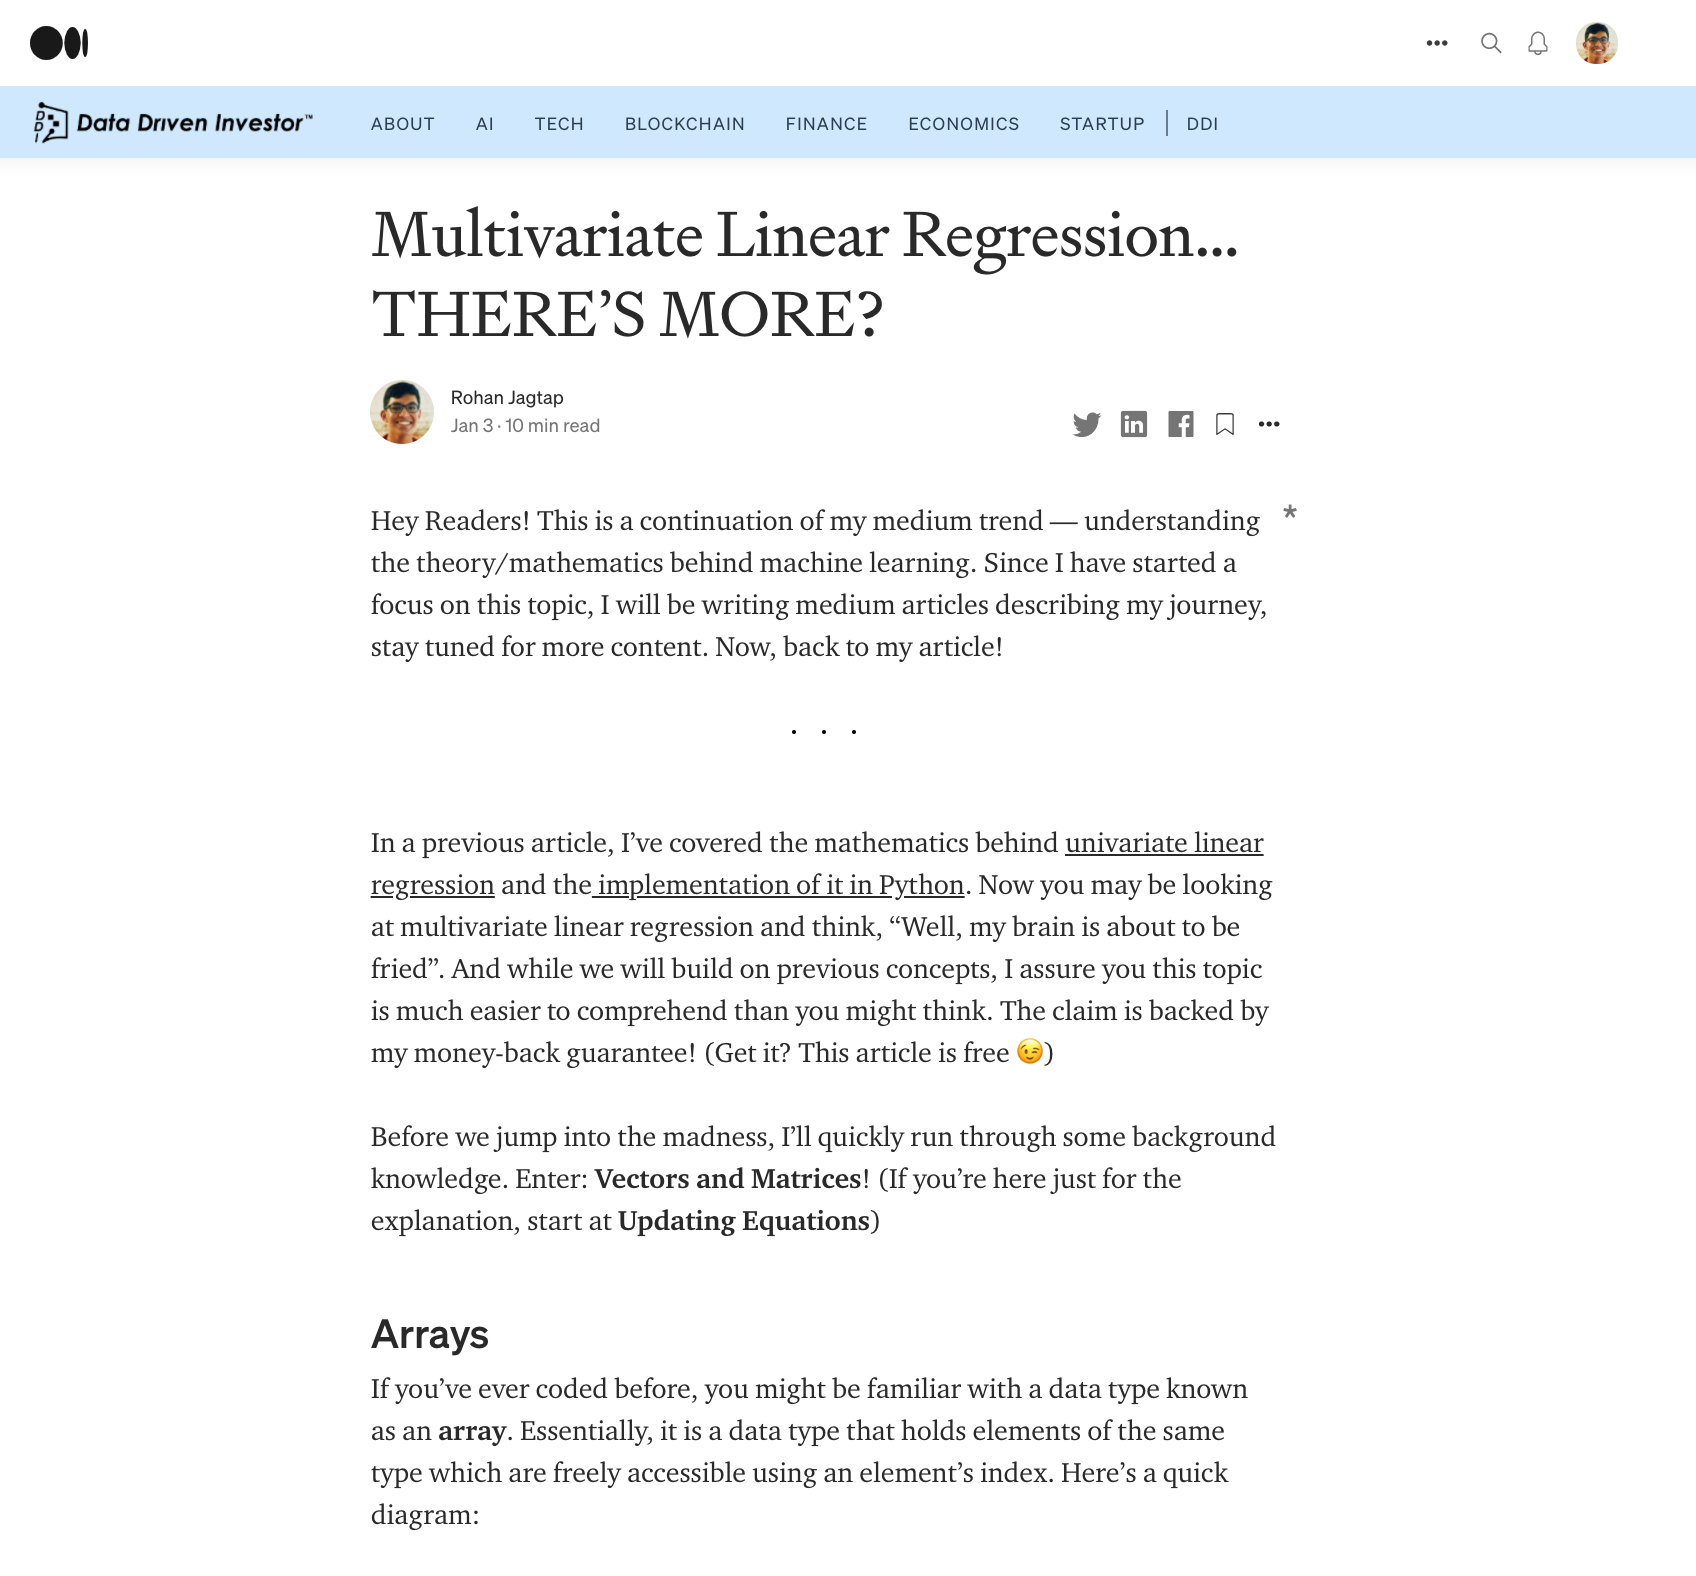 Data Driven Investor™
ABOUT AI TECH BLOCKCHAIN FINANCE ECONOMICS STARTUP DDI
Multivariate Linear Regression…
THERE’S MORE?
Rohan Jagtap
Jan 3 · 10 min read
Hey Readers! This is a continuation of my medium trend — understanding *
the theory/mathematics behind machine learning. Since I have started a
focus on this topic, I will be writing medium articles describing my journey,
stay tuned for more content. Now, back to my article!
. . .
In a previous article, I’ve covered the mathematics behind univariate linear
regression and the implementation of it in Python. Now you may be looking
at multivariate linear regression and think, “Well, my brain is about to be
fried”. And while we will build on previous concepts, I assure you this topic
is much easier to comprehend than you might think. The claim is backed by
my money-back guarantee! (Get it? This article is free 😉)
Before we jump into the madness, I’ll quickly run through some background
knowledge. Enter: Vectors and Matrices! (If you’re here just for the
explanation, start at Updating Equations)
Arrays
If you’ve ever coded before, you might be familiar with a data type known
as an array. Essentially, it is a data type that holds elements of the same
type which are freely accessible using an element’s index. Here’s a quick
diagram: